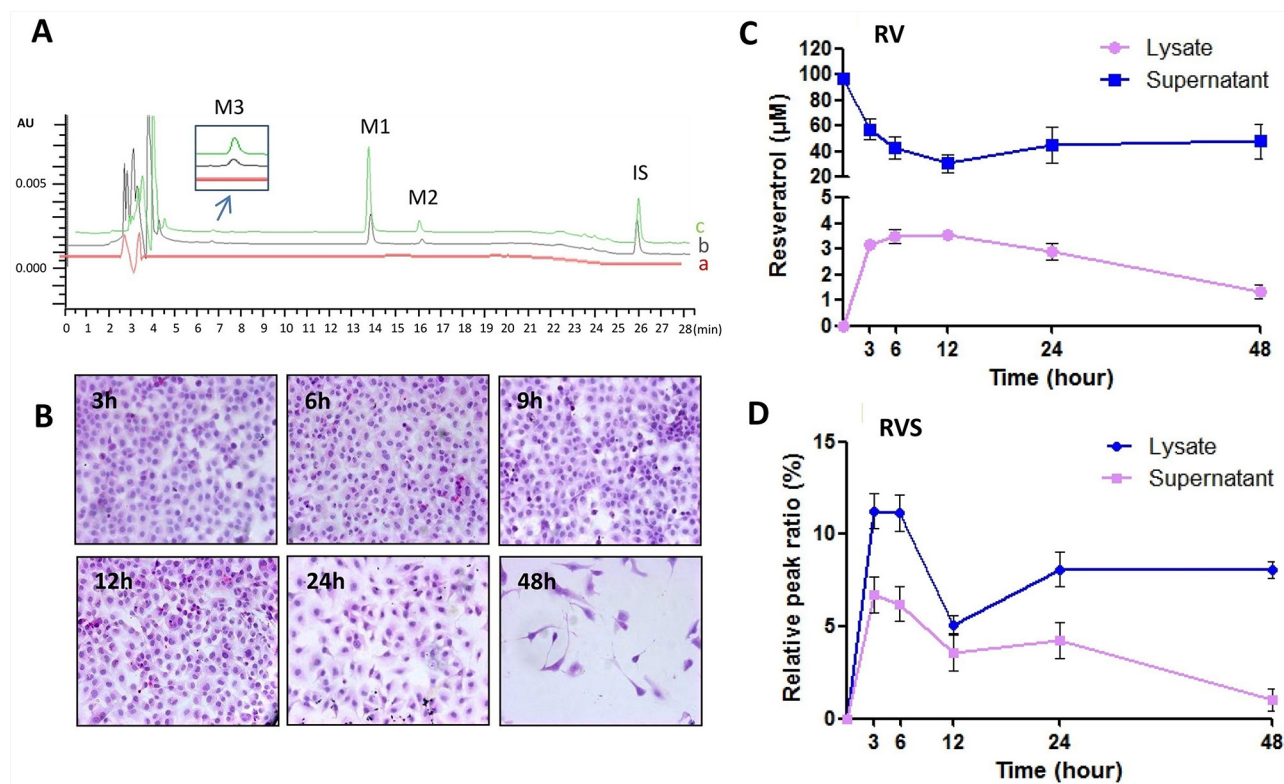 A
AU
0.005
0.000
M3
M1
M2
IS
c
b
a
0 1 2 3 4 5 6 7 8 9 10 11 12 13 14 15 16 17 18 19 20 21 22 23 24 25 26 27 28 (min)
B
3h
6h
9h
12h
24h
48h
C
RV
Lysate
Supernatant
Resveratrol (µM)
120
100
80
60
40
20
5
4
3
2
1
0
3 6 12 24 48
Time (hour)
D
RVS
Lysate
Supernatant
Relative peak ratio (%)
15
10
5
0
3 6 12 24 48
Time (hour)